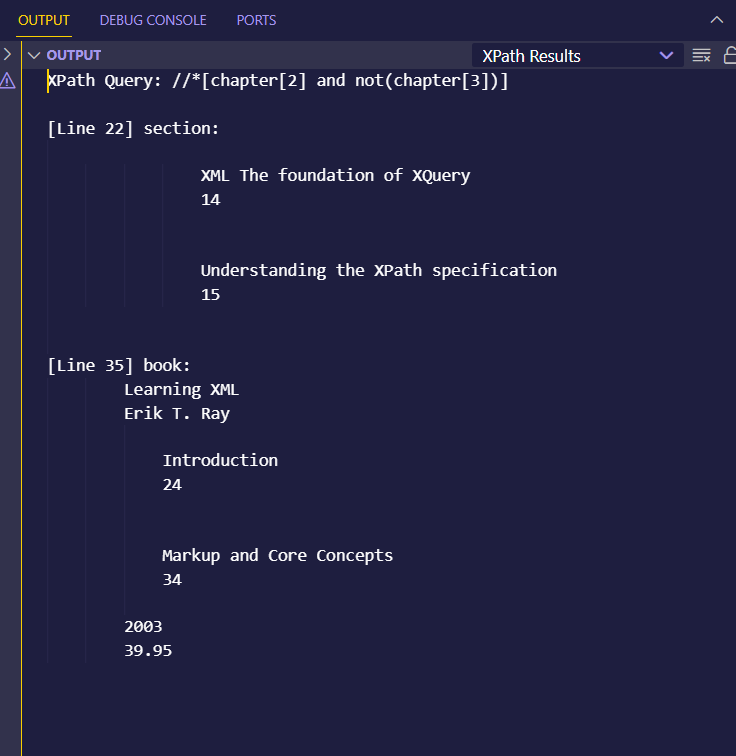 OUTPUT DEBUG CONSOLE PORTS
OUTPUT XPath Results
XPath Query: //*[chapter[2] and not(chapter[3])]
[Line 22] section:
XML The foundation of XQuery
14
Understanding the XPath specification
15
[Line 35] book:
Learning XML
Erik T. Ray
Introduction
24
Markup and Core Concepts
34
2003
39.95